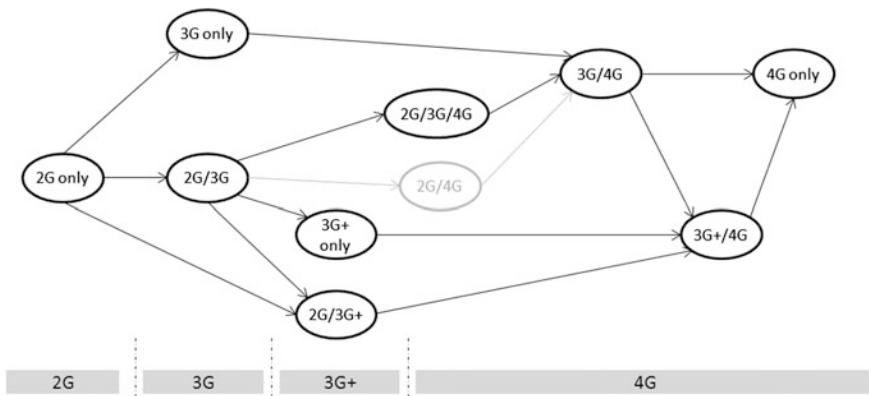 3G only
3G/4G
4G only
2G/3G/4G
2G only
2G/3G
2G/4G
3G+
only
3G+/4G
2G/3G+
2G
3G
3G+
4G